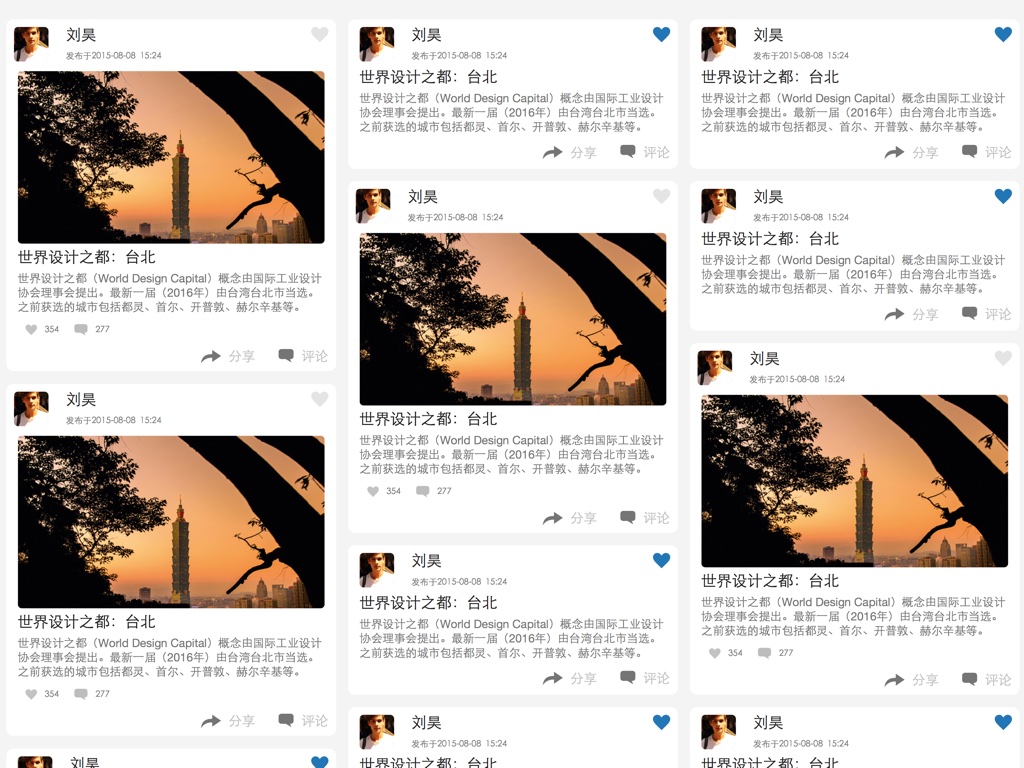 刘昊
发布于2015-08-08 15:24
世界设计之都：台北
世界设计之都（World Design Capital）概念由国际工业设计
协会理事会提出。最新一届（2016年）由台湾台北市当选。
之前获选的城市包括都灵、首尔、开普敦、赫尔辛基等。
354 277
分享 评论
刘昊
发布于2015-08-08 15:24
世界设计之都：台北
世界设计之都（World Design Capital）概念由国际工业设计
协会理事会提出。最新一届（2016年）由台湾台北市当选。
之前获选的城市包括都灵、首尔、开普敦、赫尔辛基等。
354 277
分享 评论
刘昊
刘昊
发布于2015-08-08 15:24
世界设计之都：台北
世界设计之都（World Design Capital）概念由国际工业设计
协会理事会提出。最新一届（2016年）由台湾台北市当选。
之前获选的城市包括都灵、首尔、开普敦、赫尔辛基等。
分享 评论
刘昊
发布于2015-08-08 15:24
世界设计之都：台北
世界设计之都（World Design Capital）概念由国际工业设计
协会理事会提出。最新一届（2016年）由台湾台北市当选。
之前获选的城市包括都灵、首尔、开普敦、赫尔辛基等。
354 277
分享 评论
刘昊
发布于2015-08-08 15:24
世界设计之都：台北
世界设计之都（World Design Capital）概念由国际工业设计
协会理事会提出。最新一届（2016年）由台湾台北市当选。
之前获选的城市包括都灵、首尔、开普敦、赫尔辛基等。
分享 评论
刘昊
发布于2015-08-08 15:24
世界设计之都：台北
刘昊
发布于2015-08-08 15:24
世界设计之都：台北
世界设计之都（World Design Capital）概念由国际工业设计
协会理事会提出。最新一届（2016年）由台湾台北市当选。
之前获选的城市包括都灵、首尔、开普敦、赫尔辛基等。
分享 评论
刘昊
发布于2015-08-08 15:24
世界设计之都：台北
世界设计之都（World Design Capital）概念由国际工业设计
协会理事会提出。最新一届（2016年）由台湾台北市当选。
之前获选的城市包括都灵、首尔、开普敦、赫尔辛基等。
分享 评论
刘昊
发布于2015-08-08 15:24
世界设计之都：台北
世界设计之都（World Design Capital）概念由国际工业设计
协会理事会提出。最新一届（2016年）由台湾台北市当选。
之前获选的城市包括都灵、首尔、开普敦、赫尔辛基等。
354 277
分享 评论
刘昊
发布于2015-08-08 15:24
世界设计之都：台北